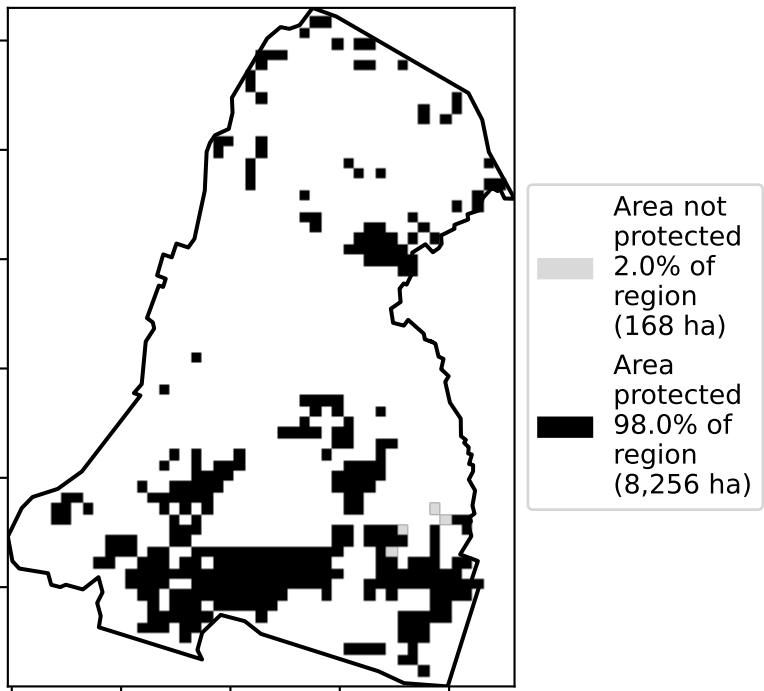 Area not
protected
2.0% of
region
(168 ha)
Area
protected
98.0% of
region
(8,256 ha)